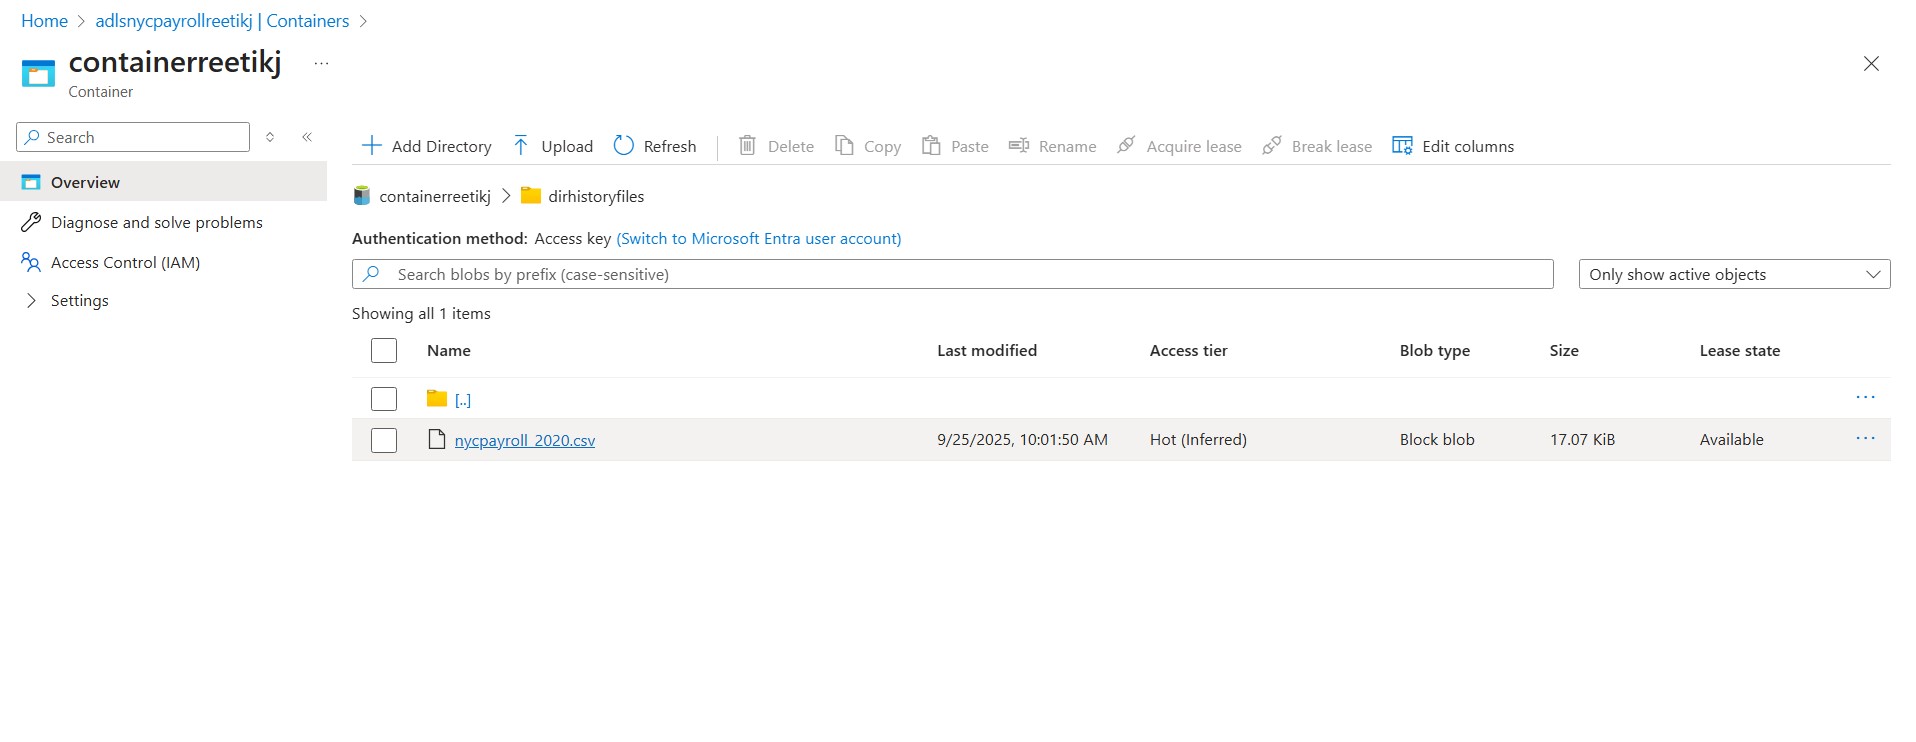 Home > adlsnycpayrollreetikj | Containers >
containerreetikj ...
Container
Search
Overview
Diagnose and solve problems
Access Control (IAM)
Settings
Add Directory Upload Refresh Delete Copy Paste Rename Acquire lease Break lease Edit columns
containerreetikj > dirhistoryfiles
Authentication method: Access key (Switch to Microsoft Entra user account)
Search blobs by prefix (case-sensitive) Only show active objects
Showing all 1 items
Name Last modified Access tier Blob type Size Lease state
[..] ...
nycpayroll_2020.csv 9/25/2025, 10:01:50 AM Hot (Inferred) Block blob 17.07 KiB Available ...